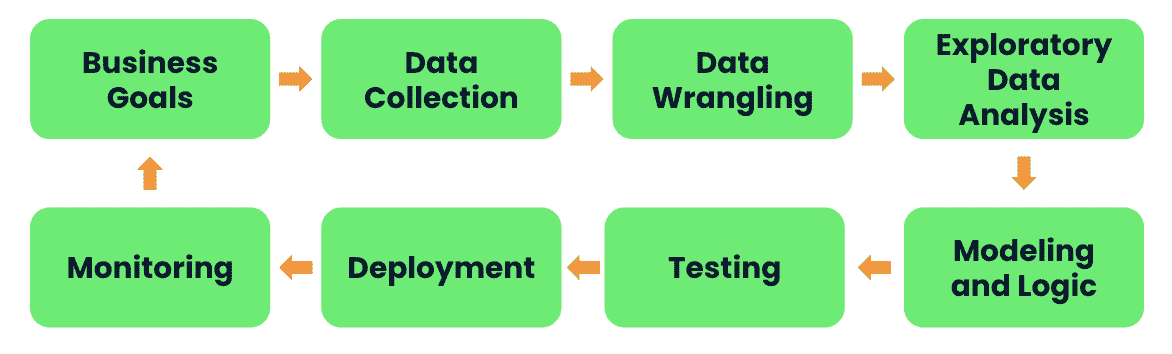 Business
Goals
Data
Collection
Data
Wrangling
Exploratory
Data
Analysis
Monitoring
Deployment
Testing
Modeling
and Logic